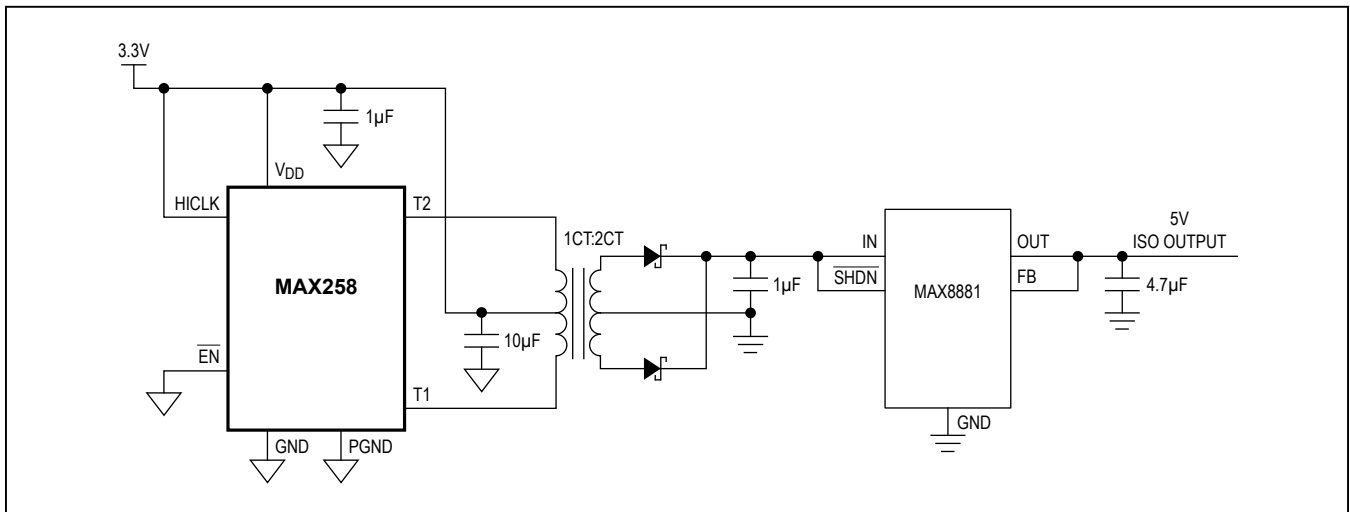 3.3V
1µF
VDD
HICLK
T2
MAX258
EN
T1
GND
PGND
10µF
1CT:2CT
1µF
IN
SHDN
MAX8881
OUT
FB
GND
5V
ISO OUTPUT
4.7µF